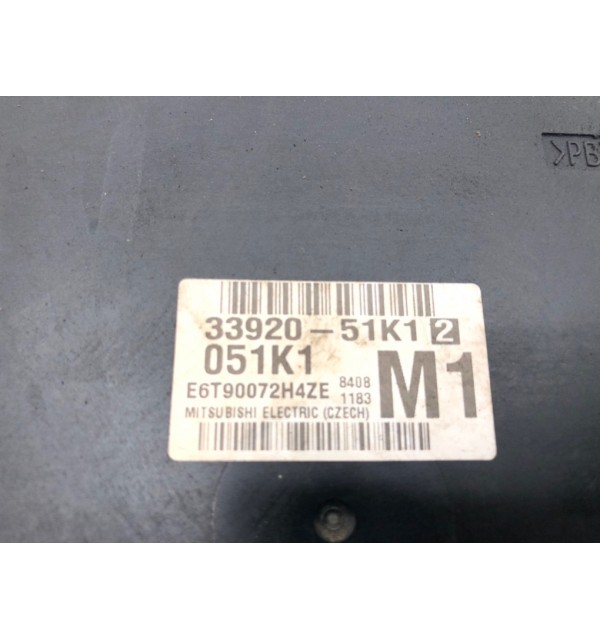 >PB
33920-51K1 2
051K1
M1
E6T90072H4ZE 8408
1183
MITSUBISHI ELECTRIC (CZECH)